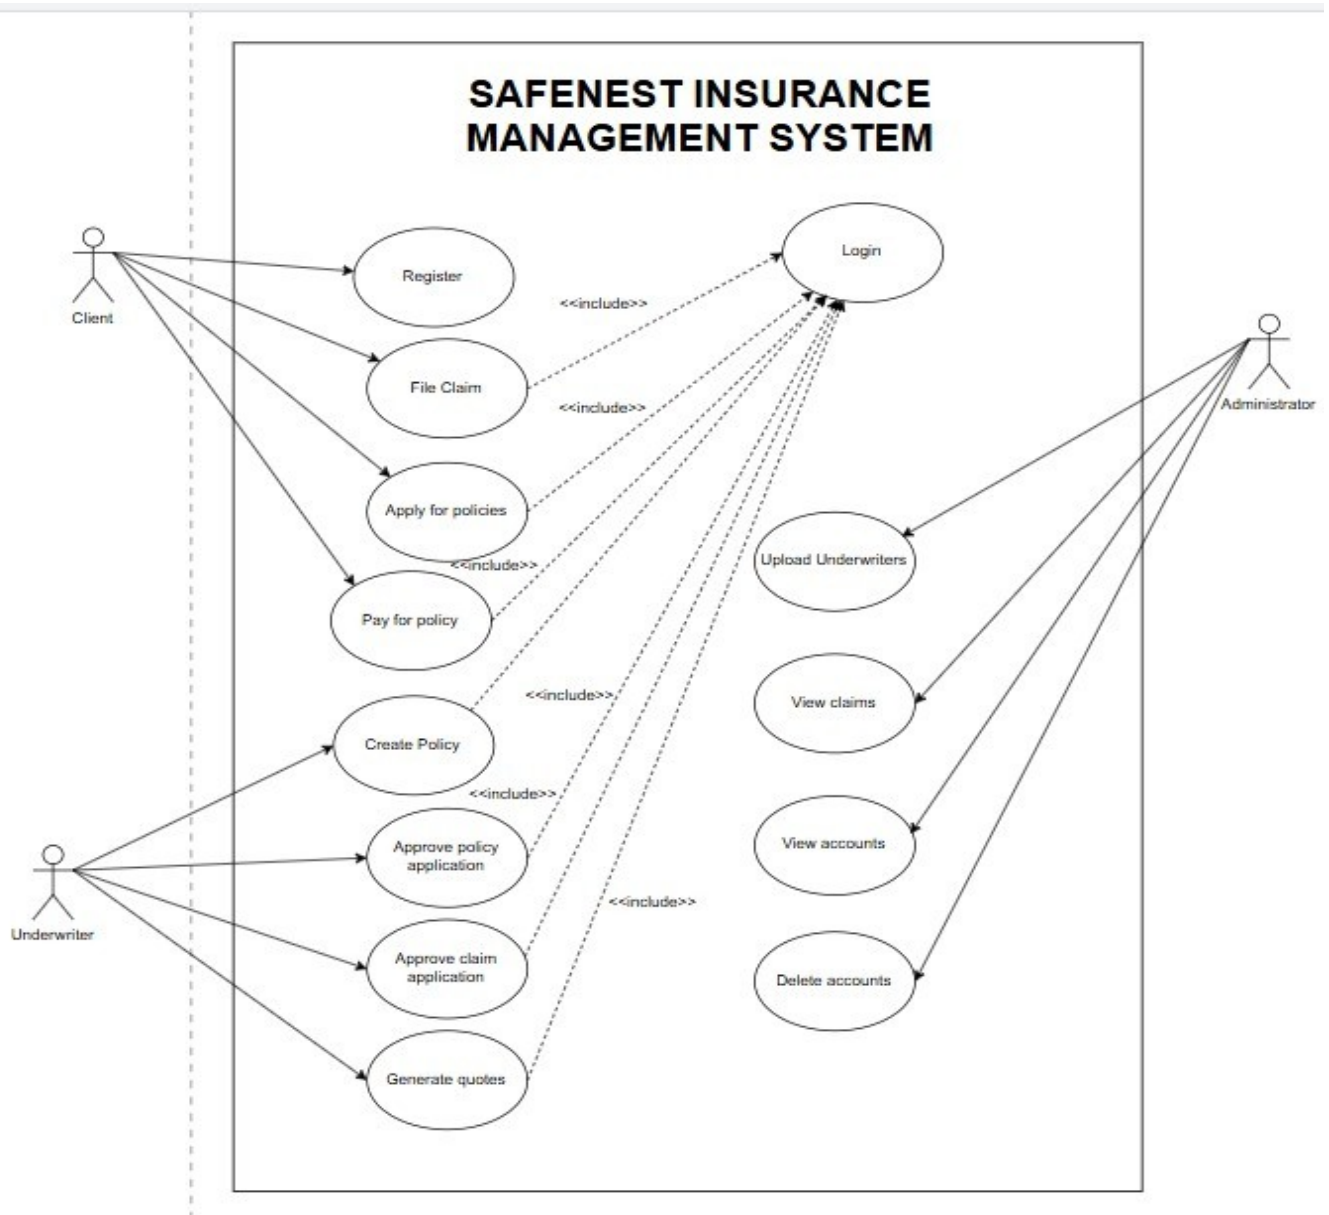 SAFENEST INSURANCE
MANAGEMENT SYSTEM
Login
Register
<<include>>
Client
File Claim
<<include>>
Administrator
Apply for policies
<<include>>
Upload Underwriters
Pay for policy
<<include>>
View claims
Create Policy
<<include>>
View accounts
Approve policy
application
<<include>>
Underwriter
Approve claim
application
Delete accounts
Generate quotes